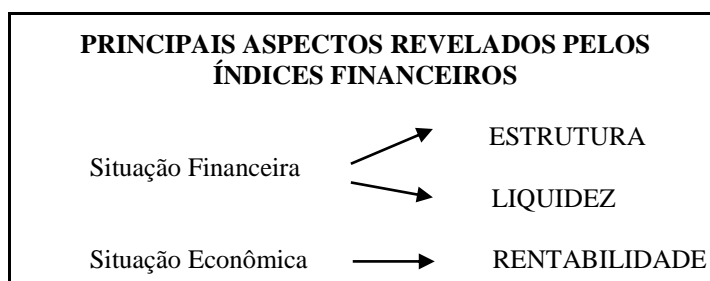 PRINCIPAIS ASPECTOS REVELADOS PELOS
ÍNDICES FINANCEIROS
ESTRUTURA
Situação Financeira
LIQUIDEZ
Situação Econômica RENTABILIDADE